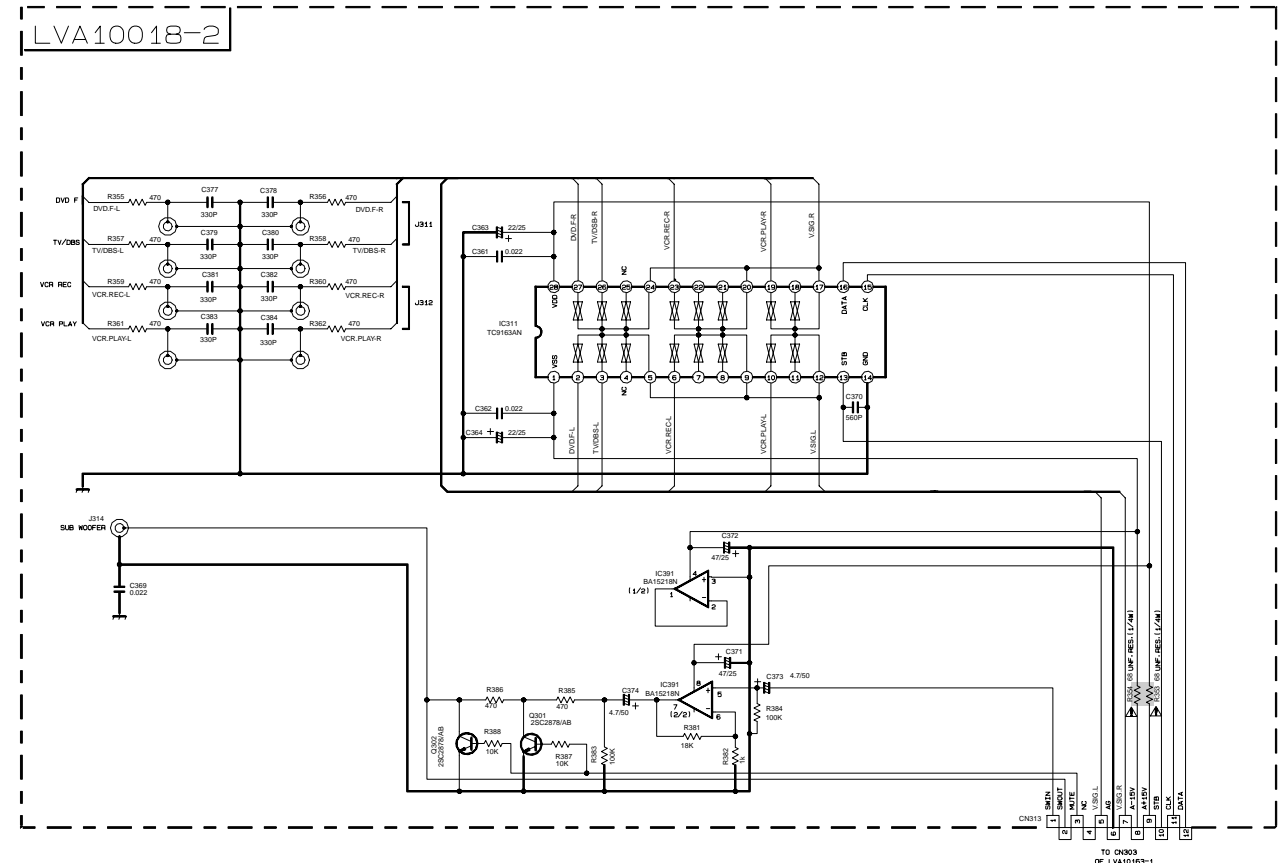 LVA10018-2
DVD F
R355
470
DVD.F-L
C377
330P
C378
330P
R356
470
DVD.F-R
J311
TV/DBS
R357
470
TV/DBS-L
C379
330P
C380
330P
R358
470
TV/DBS-R
VCR REC
R359
470
VCR.REC-L
C381
330P
C382
330P
R360
470
VCR.REC-R
J312
VCR PLAY
R361
470
VCR.PLAY-L
C383
330P
C384
330P
R362
470
VCR.PLAY-R
C363
22/25
+
C361
0.022
DVD.F-R
TV/DSB-R
NC
VCR.REC-R
VCR.PLAY-R
V.SIG.R
28 27 26 25 24 23 22 21 20 19 18 17 16 15
VDD
DATA
CLK
IC311
TC9163AN
VSS
STB
GND
1 2 3 4 5 6 7 8 9 10 11 12 13 14
NC
C362
0.022
C364
+
22/25
DVD.F-L
TV/DBS-L
VCR.REC-L
VCR.PLAY-L
V.SIG.L
C370
560P
J314
SUB WOOFER
C369
0.022
C372
47/25
+
IC391
BA15218N
(1/2)
4
1
+
3
-
2
C371
+
47/25
IC391
BA15218N
8
7
(2/2)
+
5
-
6
C373
+
4.7/50
R384
100K
C374
4.7/50
+
R381
18K
R382
1k
R383
100K
R385
470
R386
470
Q301
2SC2878/AB
R387
10K
Q302
2SC2878/AB
R388
10K
R354
68 UNF.RES.(1/4W)
R353
68 UNF.RES.(1/4W)
CN313
SWIN
SWOUT
MUTE
NC
V.SIG.L
AG
V.SIG.R
A-15V
A+15V
STB
CLK
DATA
1 2 3 4 5 6 7 8 9 10 11 12
TO CN303
OF LVA10163-1